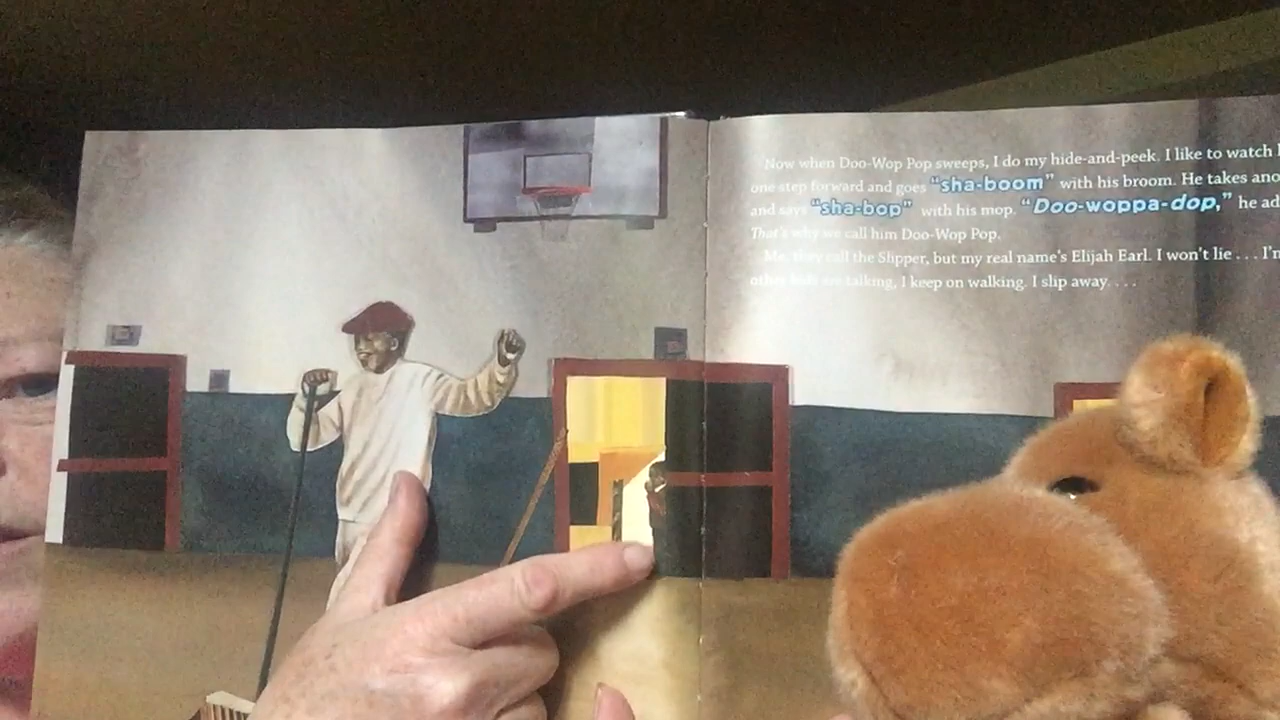 Now when Doo-Wop Pop sweeps, I do my hide-and-peek. I like to watch
one step forward and goes "sha-boom" with his broom. He takes
and says "sha-bop" with his mop. "Doo-woppa-dop," he
That's why we call him Doo-Wop Pop.
Me, they call the Slipper, but my real name's Elijah Earl. I won't lie . . . I'm
other kids are talking, I keep on walking. I slip away. . . .